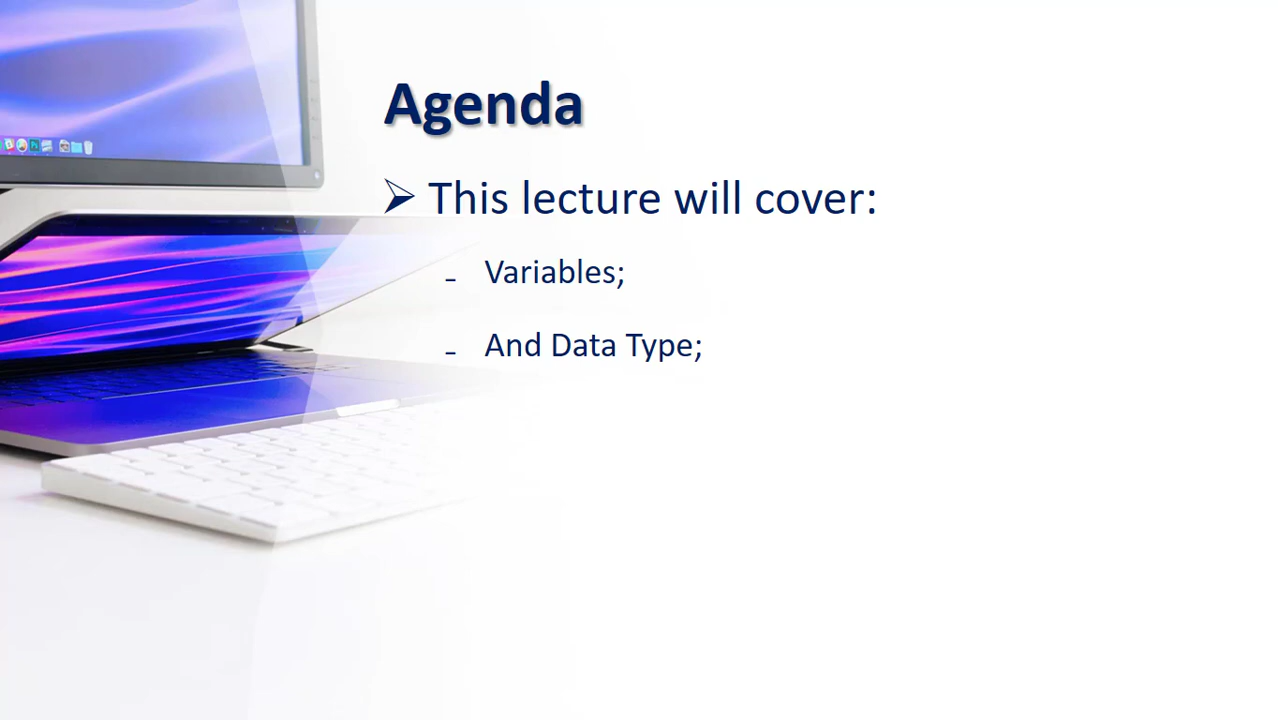 Agenda
➢ This lecture will cover:
- Variables;
- And Data Type;